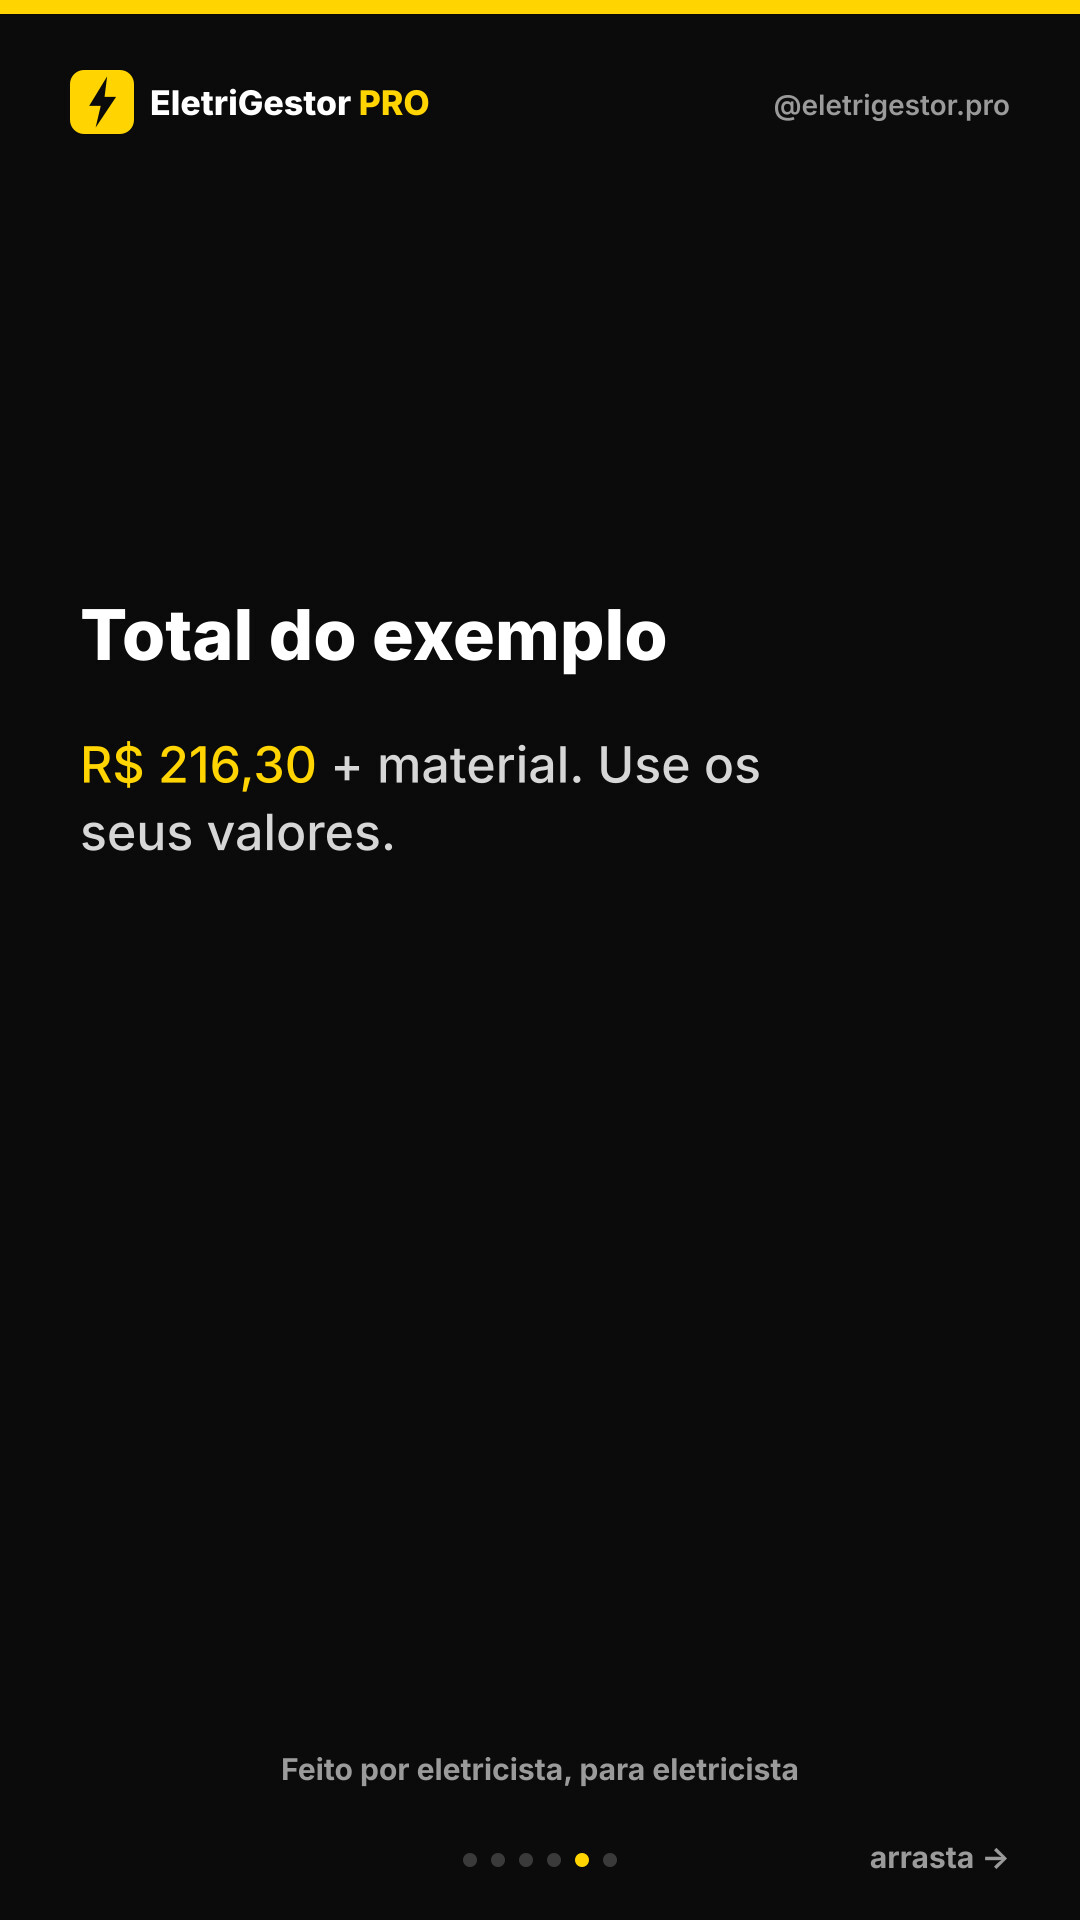 EletriGestor PRO
@eletrigestor.pro
Total do exemplo
R$ 216,30 + material. Use os
seus valores.
Feito por eletricista, para eletricista
arrasta →